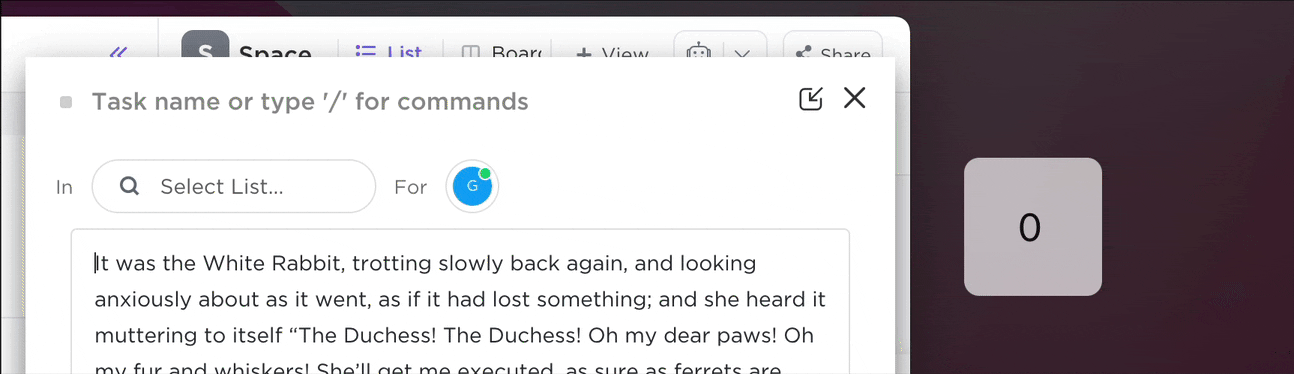 S Space List Board View Share
Task name or type '/' for commands
In Select List... For G
0
It was the White Rabbit, trotting slowly back again, and looking
anxiously about as it went, as if it had lost something; and she heard it
muttering to itself “The Duchess! The Duchess! Oh my dear paws! Oh
my fur and whiskers! She’ll get me executed, as sure as ferrets are